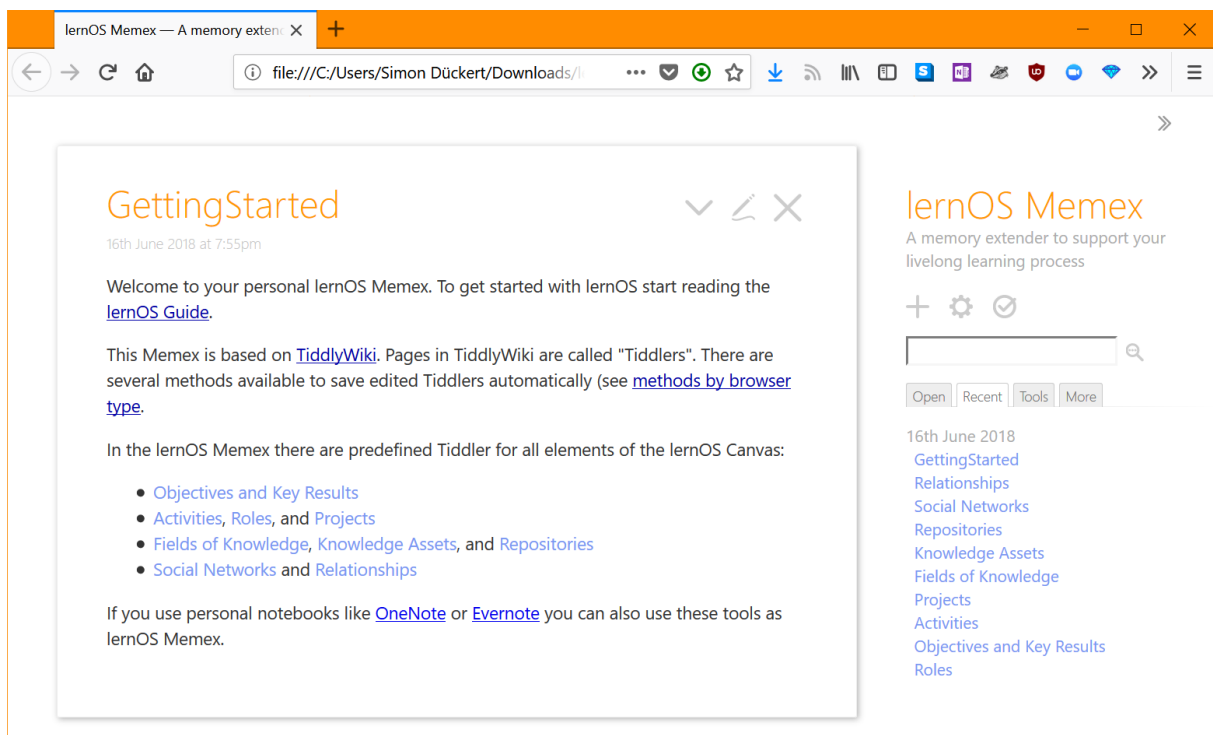 lernOS Memex — A memory exten
file:///C:/Users/Simon Dückert/Downloads/l
GettingStarted
16th June 2018 at 7:55pm
Welcome to your personal lernOS Memex. To get started with lernOS start reading the
lernOS Guide.
This Memex is based on TiddlyWiki. Pages in TiddlyWiki are called "Tiddlers". There are
several methods available to save edited Tiddlers automatically (see methods by browser
type.
In the lernOS Memex there are predefined Tiddler for all elements of the lernOS Canvas:
• Objectives and Key Results
• Activities, Roles, and Projects
• Fields of Knowledge, Knowledge Assets, and Repositories
• Social Networks and Relationships
If you use personal notebooks like OneNote or Evernote you can also use these tools as
lernOS Memex.
lernOS Memex
A memory extender to support your
livelong learning process
Open Recent Tools More
16th June 2018
GettingStarted
Relationships
Social Networks
Repositories
Knowledge Assets
Fields of Knowledge
Projects
Activities
Objectives and Key Results
Roles